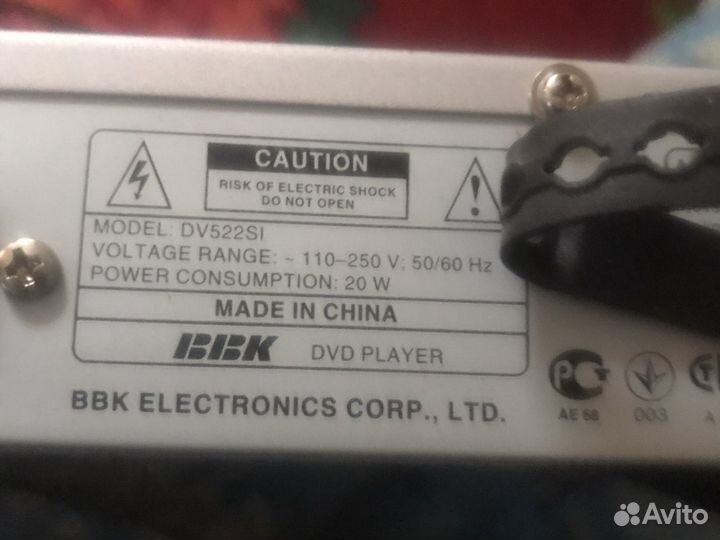 CAUTION
RISK OF ELECTRIC SHOCK
DO NOT OPEN
MODEL: DV522SI
VOLTAGE RANGE: ~ 110–250 V; 50/60 Hz
POWER CONSUMPTION: 20 W
MADE IN CHINA
BBK DVD PLAYER
BBK ELECTRONICS CORP., LTD.
АЕ 68 003
Avito